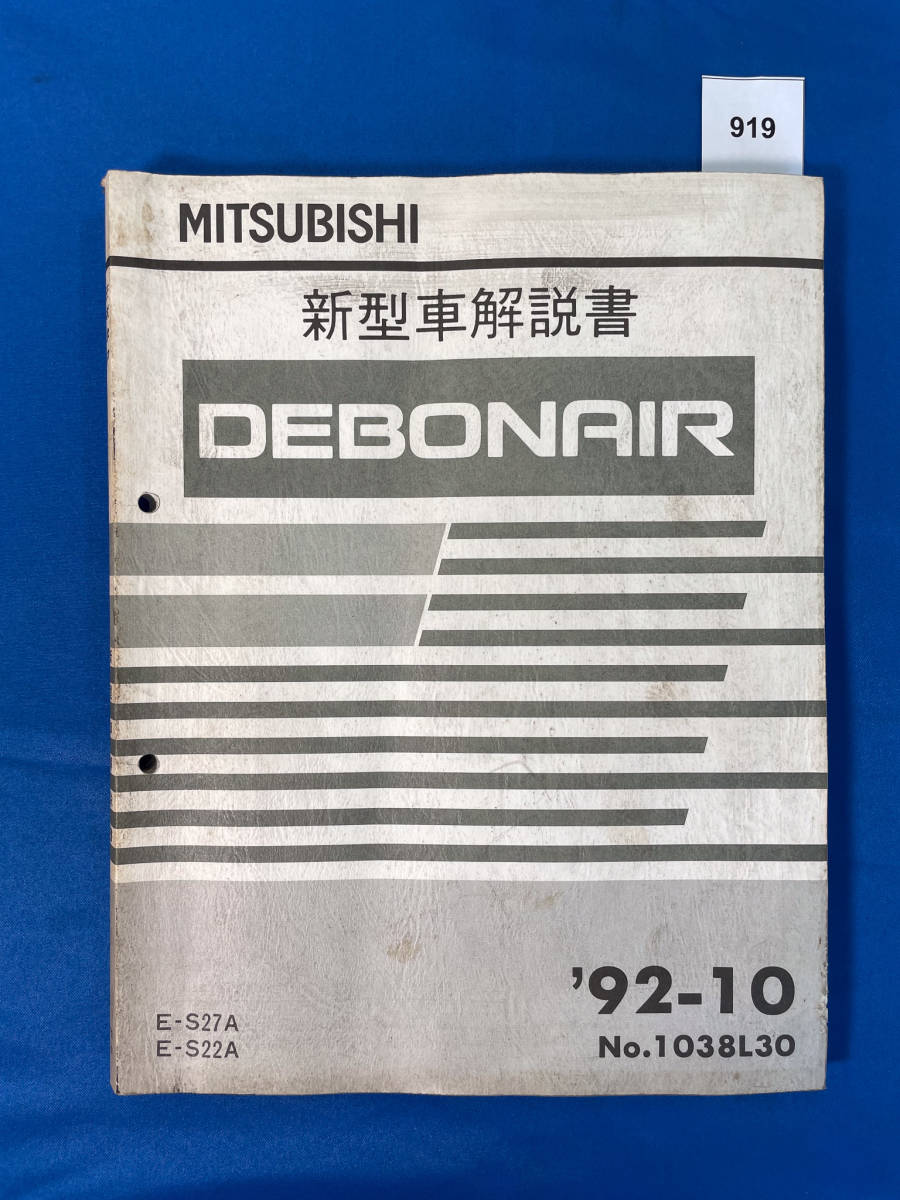 919
MITSUBISHI
新型車解説書
DEBONAIR
'92-10
E-S27A
E-S22A
No.1038L30